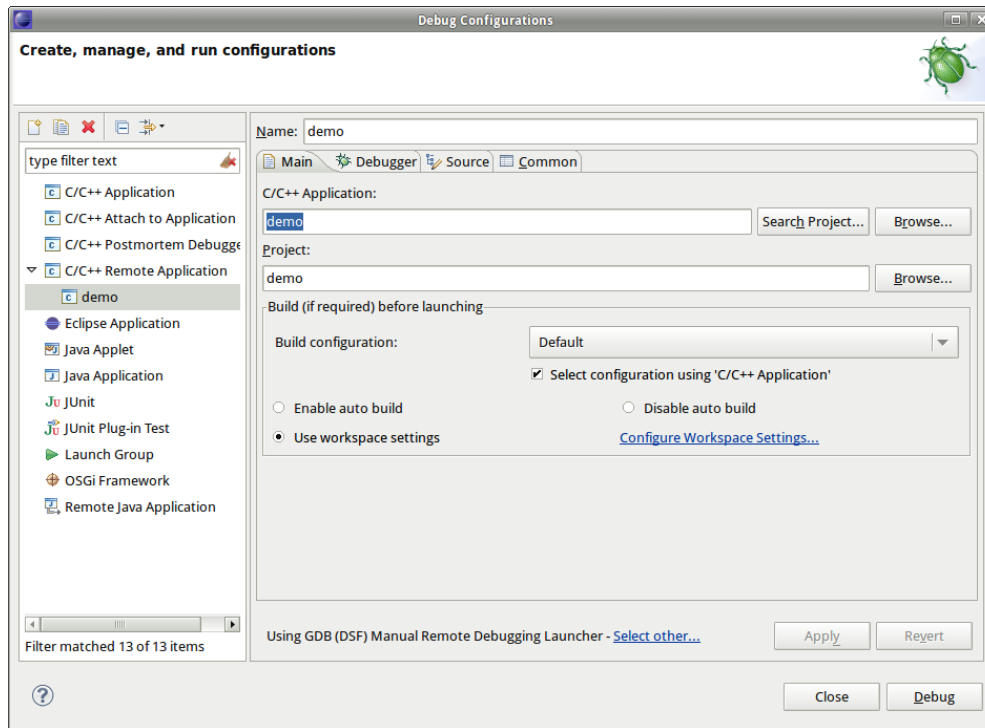 Debug Configurations
Create, manage, and run configurations
type filter text
C/C++ Application
C/C++ Attach to Application
C/C++ Postmortem Debugge
C/C++ Remote Application
demo
Eclipse Application
Java Applet
Java Application
JUnit
JUnit Plug-in Test
Launch Group
OSGi Framework
Remote Java Application
Filter matched 13 of 13 items
Name: demo
Main Debugger Source Common
C/C++ Application:
demo Search Project... Browse...
Project:
demo Browse...
Build (if required) before launching
Build configuration: Default
Select configuration using 'C/C++ Application'
Enable auto build Disable auto build
Use workspace settings Configure Workspace Settings...
Using GDB (DSF) Manual Remote Debugging Launcher - Select other... Apply Revert
Close Debug